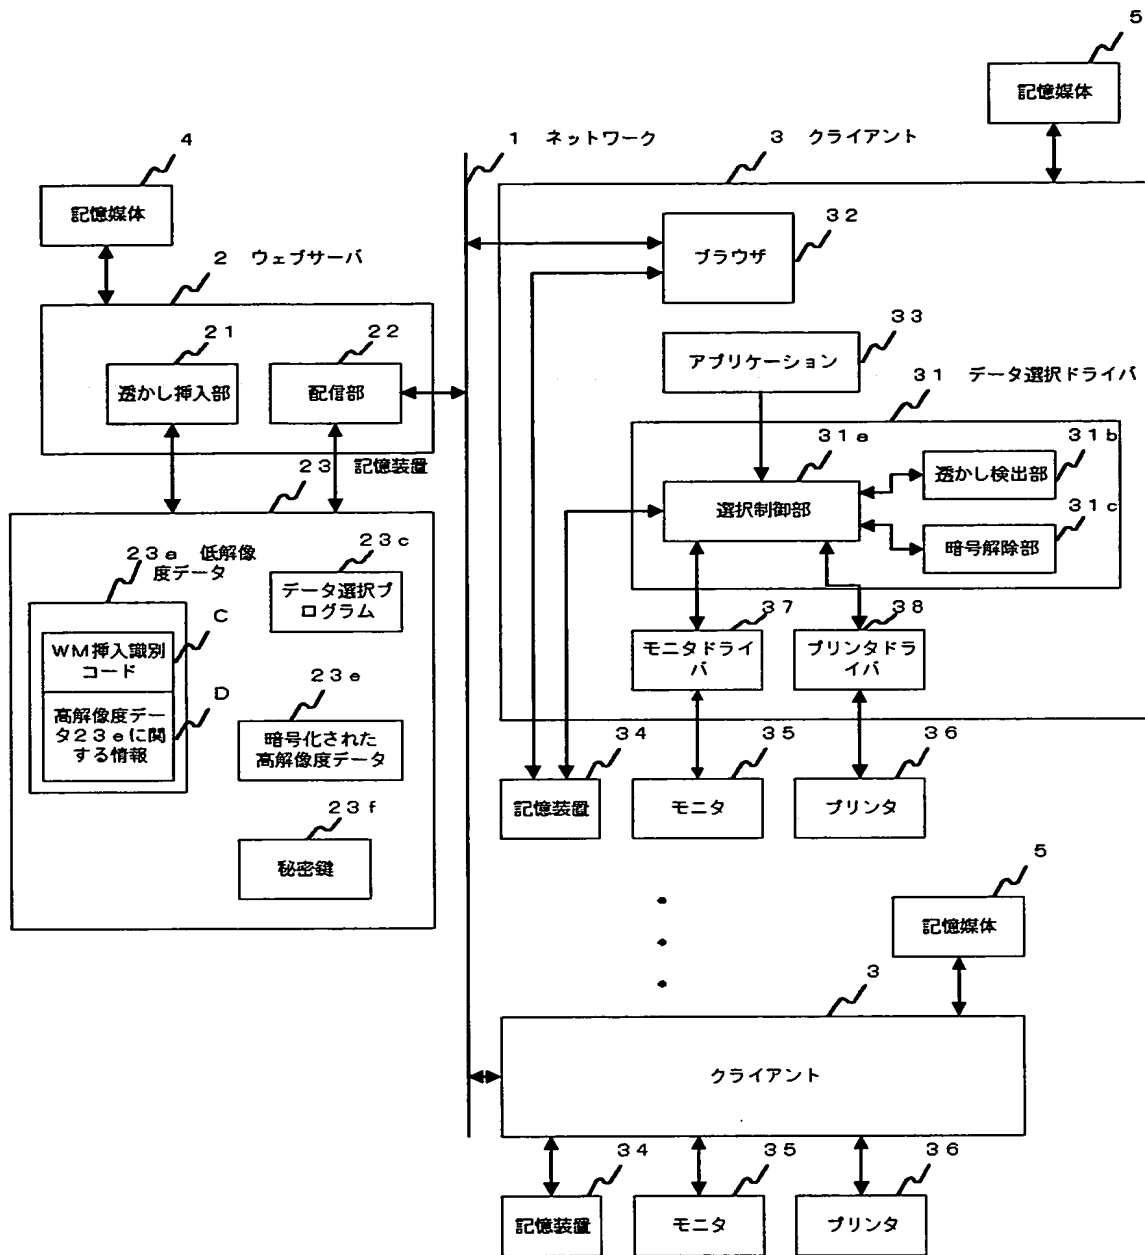 5
記憶媒体
4
記憶媒体
1 ネットワーク
3 クライアント
2 ウェブサーバ
32
ブラウザ
21
透かし挿入部
22
配信部
33
アプリケーション
31 データ選択ドライバ
31a
選択制御部
31b
透かし検出部
31c
暗号解除部
23 記憶装置
23a 低解像
度データ
23c
データ選択プ
ログラム
C
WM挿入識別
コード
D
高解像度デー
タ23eに関
する情報
23e
暗号化された
高解像度データ
23f
秘密鍵
37
モニタドライ
バ
38
プリンタドラ
イバ
34
記憶装置
35
モニタ
36
プリンタ
5
記憶媒体
3
クライアント
34
記憶装置
35
モニタ
36
プリンタ